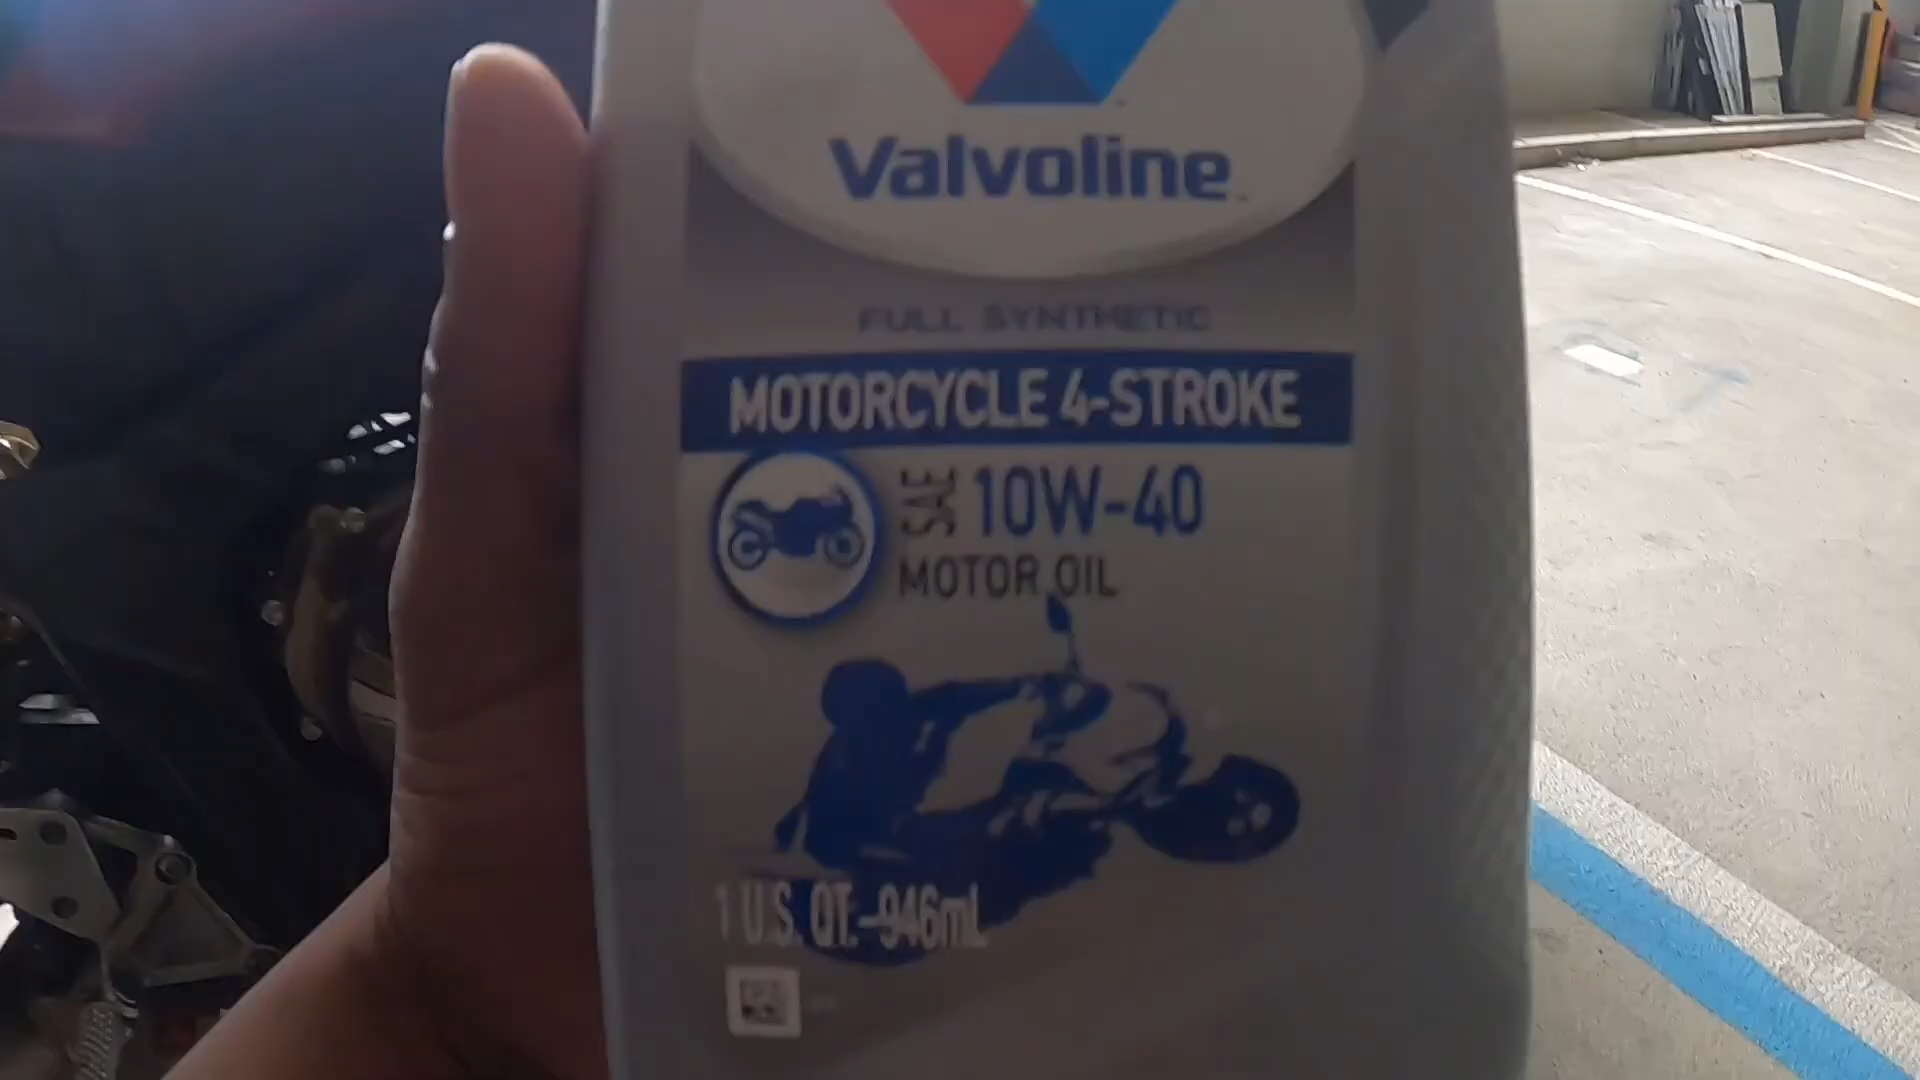 Valvoline
FULL SYNTHETIC
MOTORCYCLE 4-STROKE
SAE 10W-40
MOTOR OIL
1 U.S. QT. - 946mL